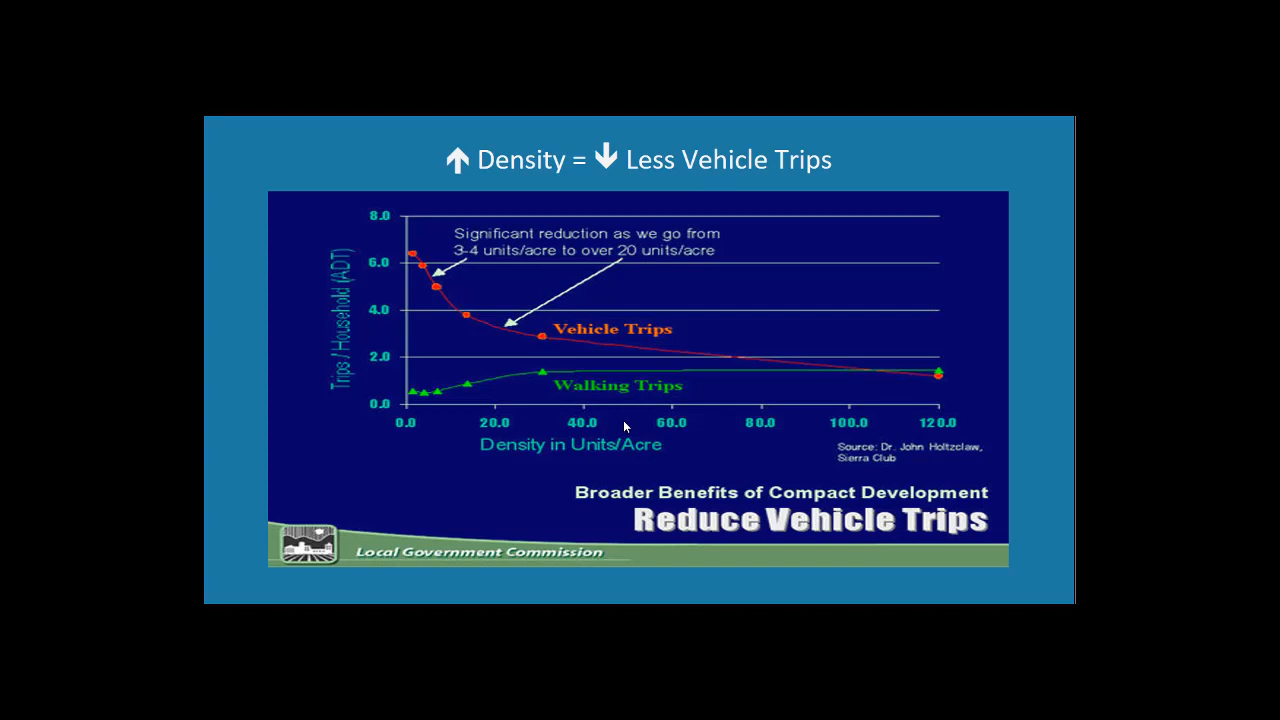 ↑ Density = ↓ Less Vehicle Trips
8.0
Significant reduction as we go from
3-4 units/acre to over 20 units/acre
6.0
4.0
Vehicle Trips
2.0
Walking Trips
0.0
Trips / Household (ADT)
0.0 20.0 40.0 60.0 80.0 100.0 120.0
Density in Units/Acre
Source: Dr. John Holtzclaw,
Sierra Club
Broader Benefits of Compact Development
Reduce Vehicle Trips
Local Government Commission